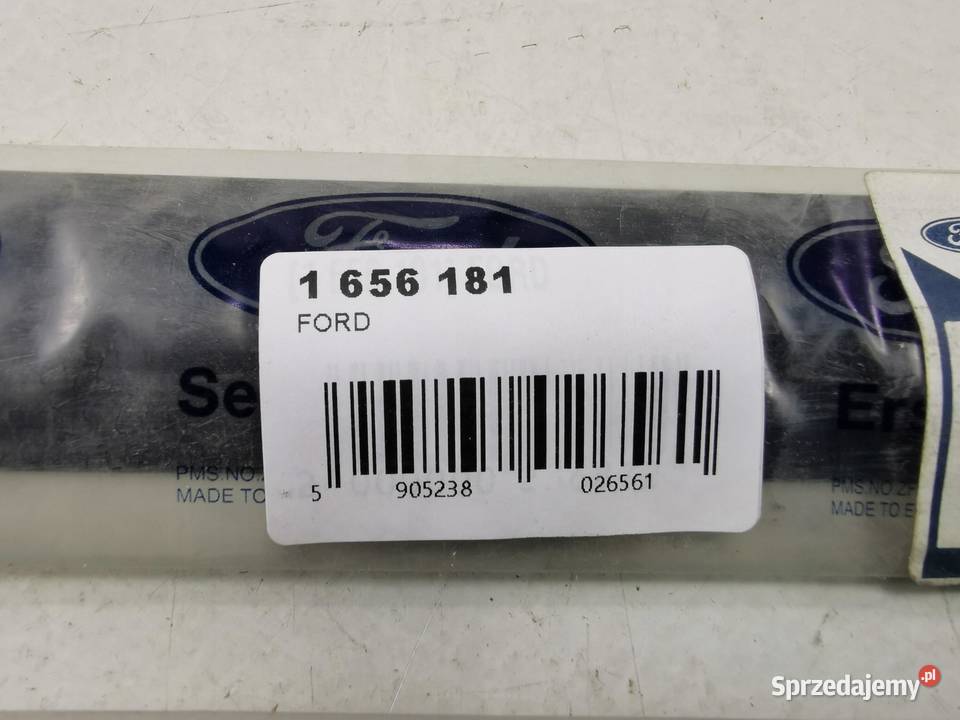 Ford
1 656 181
FORD
Se
PMS.NO.
MADE TO
PMS.NO.
MADE TO E
5 905238 026561
Sprzedajemy.pl